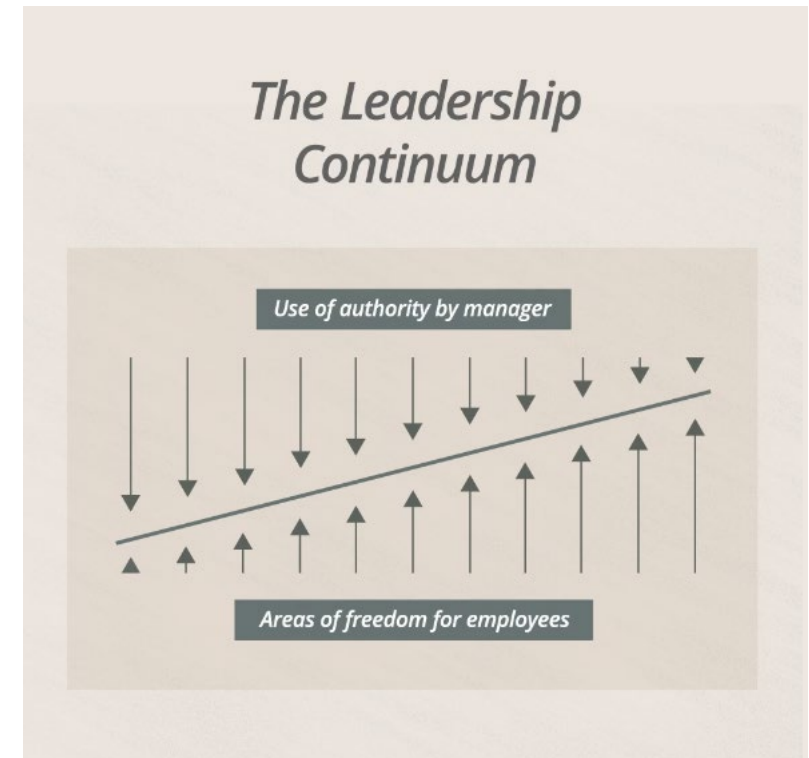 The Leadership
Continuum
Use of authority by manager
Areas of freedom for employees